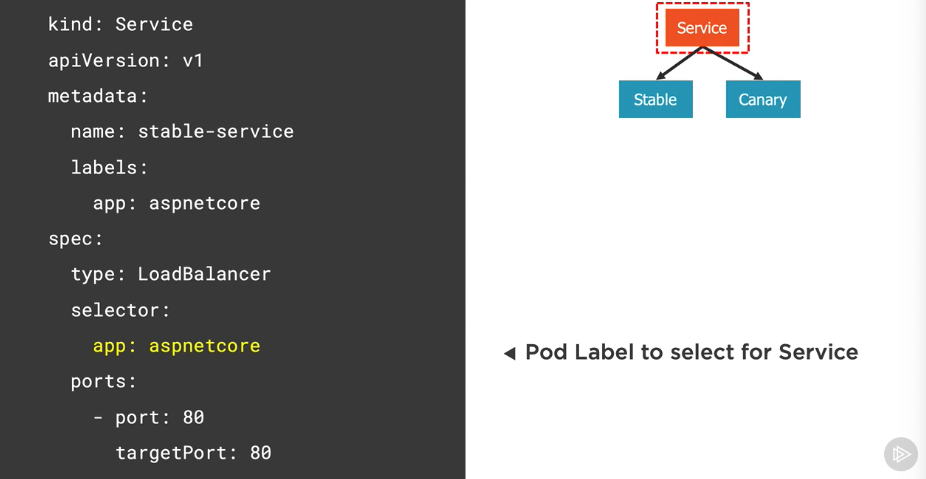 kind: Service
apiVersion: v1
metadata:
  name: stable-service
  labels:
    app: aspnetcore
spec:
  type: LoadBalancer
  selector:
    app: aspnetcore
  ports:
    - port: 80
      targetPort: 80
Service
Stable
Canary
Pod Label to select for Service